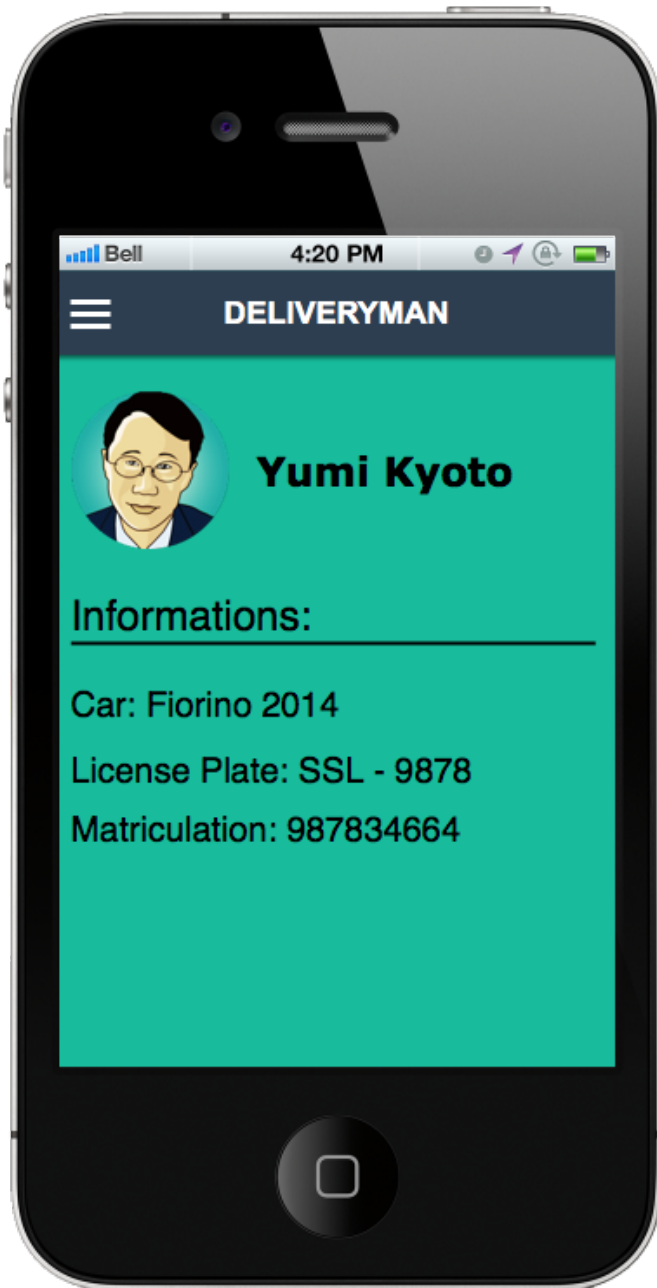 Bell 4:20 PM
DELIVERYMAN
Yumi Kyoto
Informations:
Car: Fiorino 2014
License Plate: SSL - 9878
Matriculation: 987834664